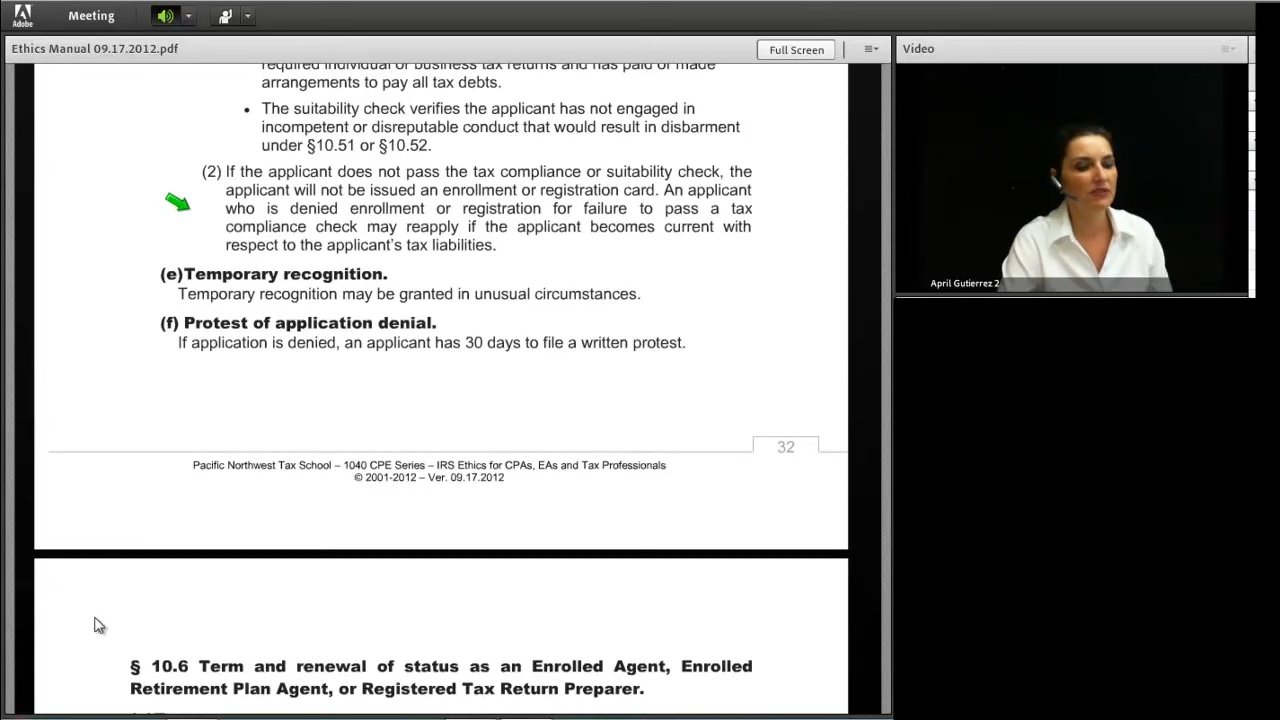 Adobe
Meeting
Ethics Manual 09.17.2012.pdf
Full Screen
Video
required individual or business tax returns and has paid or made
arrangements to pay all tax debts.
• The suitability check verifies the applicant has not engaged in
incompetent or disreputable conduct that would result in disbarment
under §10.51 or §10.52.
(2) If the applicant does not pass the tax compliance or suitability check, the
applicant will not be issued an enrollment or registration card. An applicant
who is denied enrollment or registration for failure to pass a tax
compliance check may reapply if the applicant becomes current with
respect to the applicant's tax liabilities.
(e)Temporary recognition.
Temporary recognition may be granted in unusual circumstances.
(f) Protest of application denial.
If application is denied, an applicant has 30 days to file a written protest.
32
Pacific Northwest Tax School – 1040 CPE Series – IRS Ethics for CPAs, EAs and Tax Professionals
© 2001-2012 – Ver. 09.17.2012
§ 10.6 Term and renewal of status as an Enrolled Agent, Enrolled
Retirement Plan Agent, or Registered Tax Return Preparer.
April Gutierrez 2